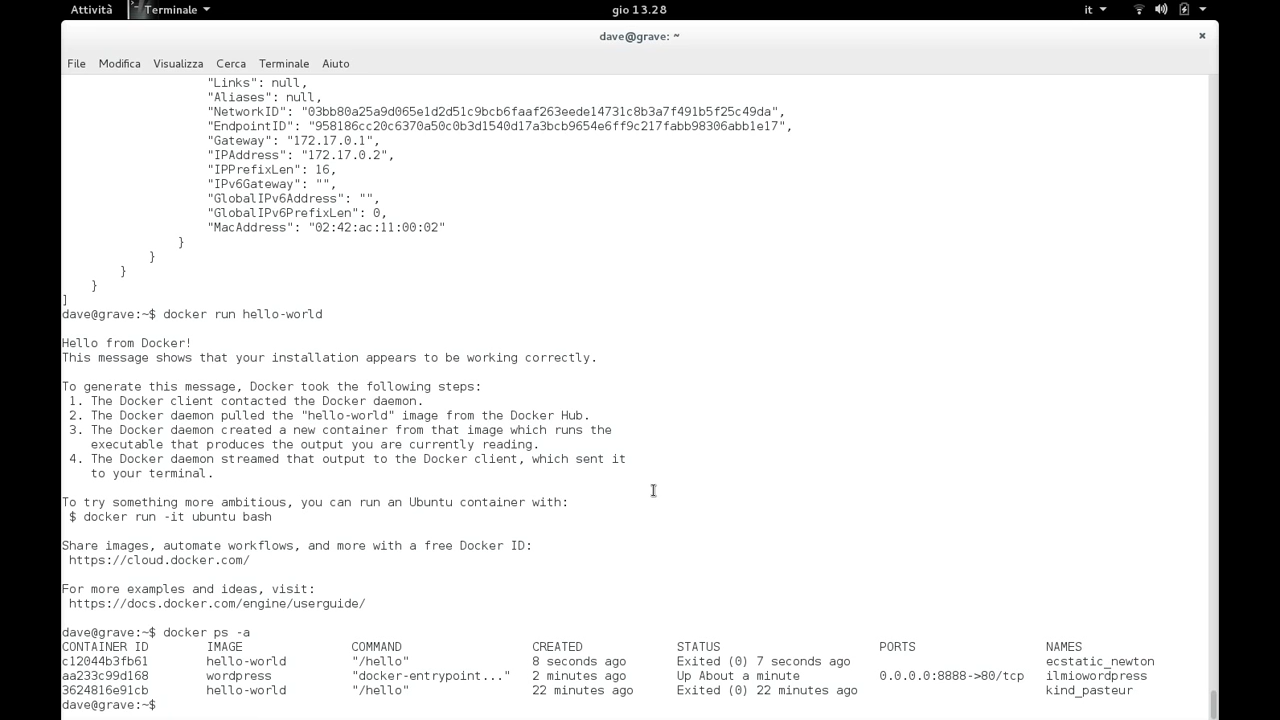 Attività Terminale gio 13.28 it
dave@grave: ~ ×
File Modifica Visualizza Cerca Terminale Aiuto
"Links": null,
"Aliases": null,
"NetworkID": "03bb80a25a9d065e1d2d51c9bcb6faaf263eede14731c8b3a7f491b5f25c49da",
"EndpointID": "958186cc20c6370a50c0b3d1540d17a3bcb9654e6ff9c217fabb98306abb1e17",
"Gateway": "172.17.0.1",
"IPAddress": "172.17.0.2",
"IPPrefixLen": 16,
"IPv6Gateway": "",
"GlobalIPv6Address": "",
"GlobalIPv6PrefixLen": 0,
"MacAddress": "02:42:ac:11:00:02"
}
}
}
}
]
dave@grave:~$ docker run hello-world
Hello from Docker!
This message shows that your installation appears to be working correctly.
To generate this message, Docker took the following steps:
1. The Docker client contacted the Docker daemon.
2. The Docker daemon pulled the "hello-world" image from the Docker Hub.
3. The Docker daemon created a new container from that image which runs the
executable that produces the output you are currently reading.
4. The Docker daemon streamed that output to the Docker client, which sent it
to your terminal.
To try something more ambitious, you can run an Ubuntu container with:
$ docker run -it ubuntu bash
Share images, automate workflows, and more with a free Docker ID:
https://cloud.docker.com/
For more examples and ideas, visit:
https://docs.docker.com/engine/userguide/
dave@grave:~$ docker ps -a
CONTAINER ID IMAGE COMMAND CREATED STATUS PORTS NAMES
c12044b3fb61 hello-world "/hello" 8 seconds ago Exited (0) 7 seconds ago ecstatic_newton
aa233c99d168 wordpress "docker-entrypoint..." 2 minutes ago Up About a minute 0.0.0.0:8888->80/tcp ilmiowordpress
3624816e91cb hello-world "/hello" 22 minutes ago Exited (0) 22 minutes ago kind_pasteur
dave@grave:~$